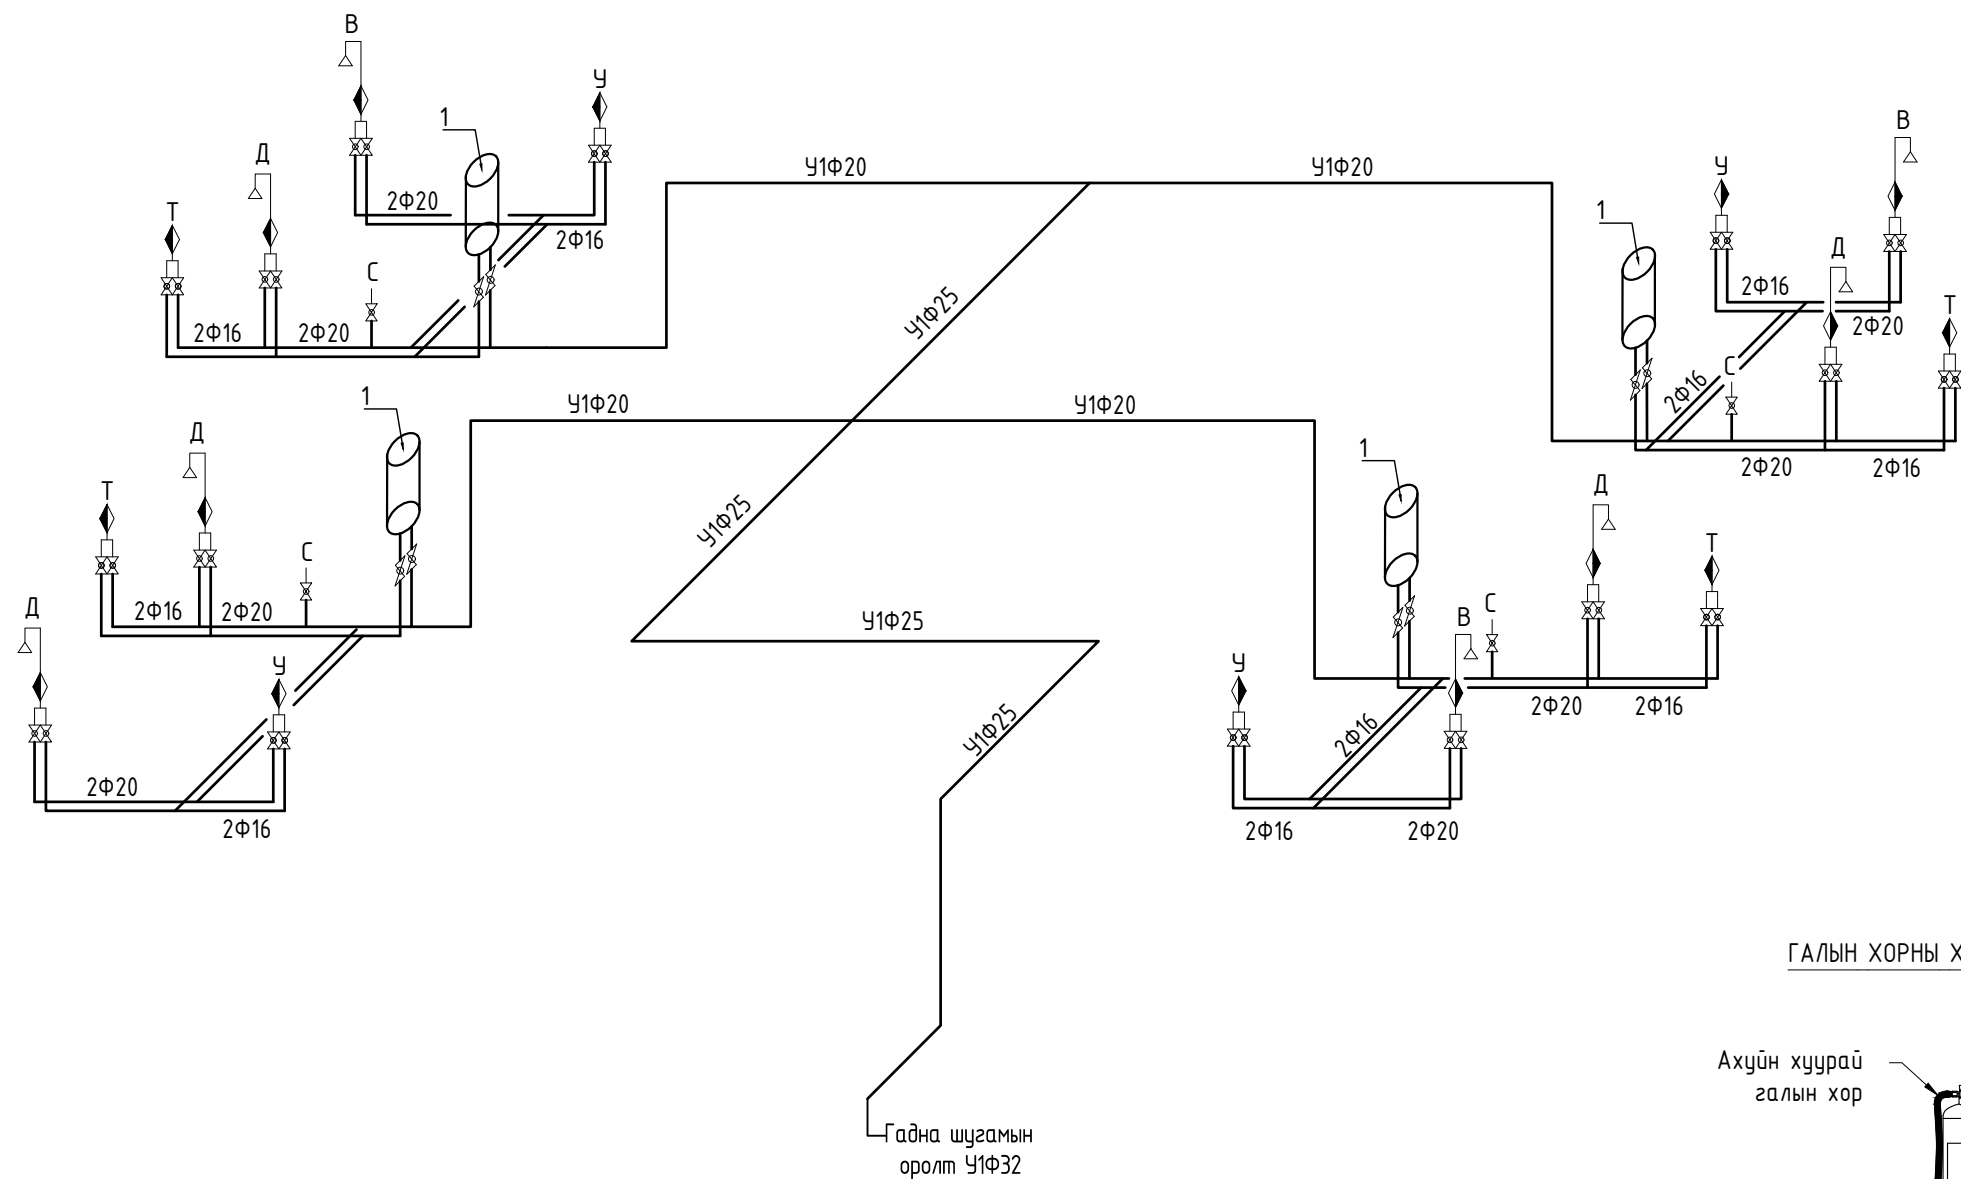 В
У
1
Д
Т
2Ф20
2Ф16
С
2Ф16
2Ф20
У1Ф20
У1Ф20
У1Ф25
В
У
1
Д
2Ф16
Т
2Ф20
С
2Ф16
2Ф20
2Ф16
1
Д
Т
С
2Ф16
2Ф20
У1Ф20
У1Ф20
У1Ф25
Д
У
2Ф20
2Ф16
1
Д
Т
С
В
У
2Ф20
2Ф16
2Ф16
2Ф16
2Ф20
У1Ф25
У1Ф25
Гадна шугамын
оролт У1Ф32
ГАЛЫН ХОРНЫ Х
Ахуйн хуурай
галын хор